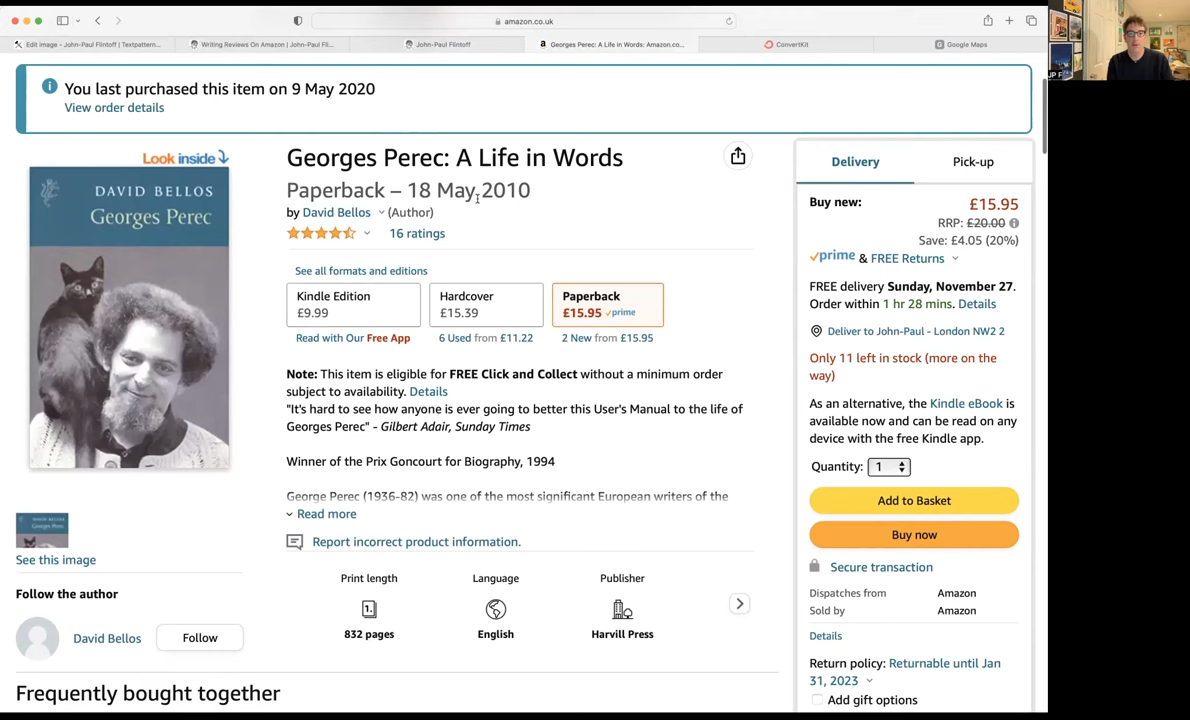 amazon.co.uk
Edit image - John-Paul Flintoff | Textpattern...
Writing Reviews On Amazon | John-Paul Fli...
John-Paul Flintoff
a Georges Perec: A Life in Words: Amazon.co...
ConvertKit
Google Maps
JP F
You last purchased this item on 9 May 2020
View order details
Look inside
DAVID BELLOS
Georges Perec
See this image
Follow the author
David Bellos
Follow
Georges Perec: A Life in Words
Paperback – 18 May 2010
by David Bellos (Author)
16 ratings
See all formats and editions
Kindle Edition
£9.99
Read with Our Free App
Hardcover
£15.39
6 Used from £11.22
Paperback
£15.95 prime
2 New from £15.95
Note: This item is eligible for FREE Click and Collect without a minimum order
subject to availability. Details
"It's hard to see how anyone is ever going to better this User's Manual to the life of
Georges Perec" - Gilbert Adair, Sunday Times
Winner of the Prix Goncourt for Biography, 1994
George Perec (1936-82) was one of the most significant European writers of the
Read more
Report incorrect product information.
Print length
1.
832 pages
Language
English
Publisher
Harvill Press
Delivery
Pick-up
Buy new:
£15.95
RRP: £20.00
Save: £4.05 (20%)
prime & FREE Returns
FREE delivery Sunday, November 27.
Order within 1 hr 28 mins. Details
Deliver to John-Paul - London NW2 2
Only 11 left in stock (more on the
way)
As an alternative, the Kindle eBook is
available now and can be read on any
device with the free Kindle app.
Quantity: 1
Add to Basket
Buy now
Secure transaction
Dispatches from Amazon
Sold by Amazon
Details
Return policy: Returnable until Jan
31, 2023
Add gift options
Frequently bought together